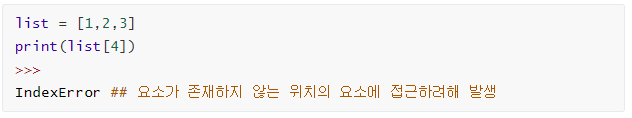 list = [1,2,3]
print(list[4])
>>>
IndexError ## 요소가 존재하지 않는 위치의 요소에 접근하려해 발생